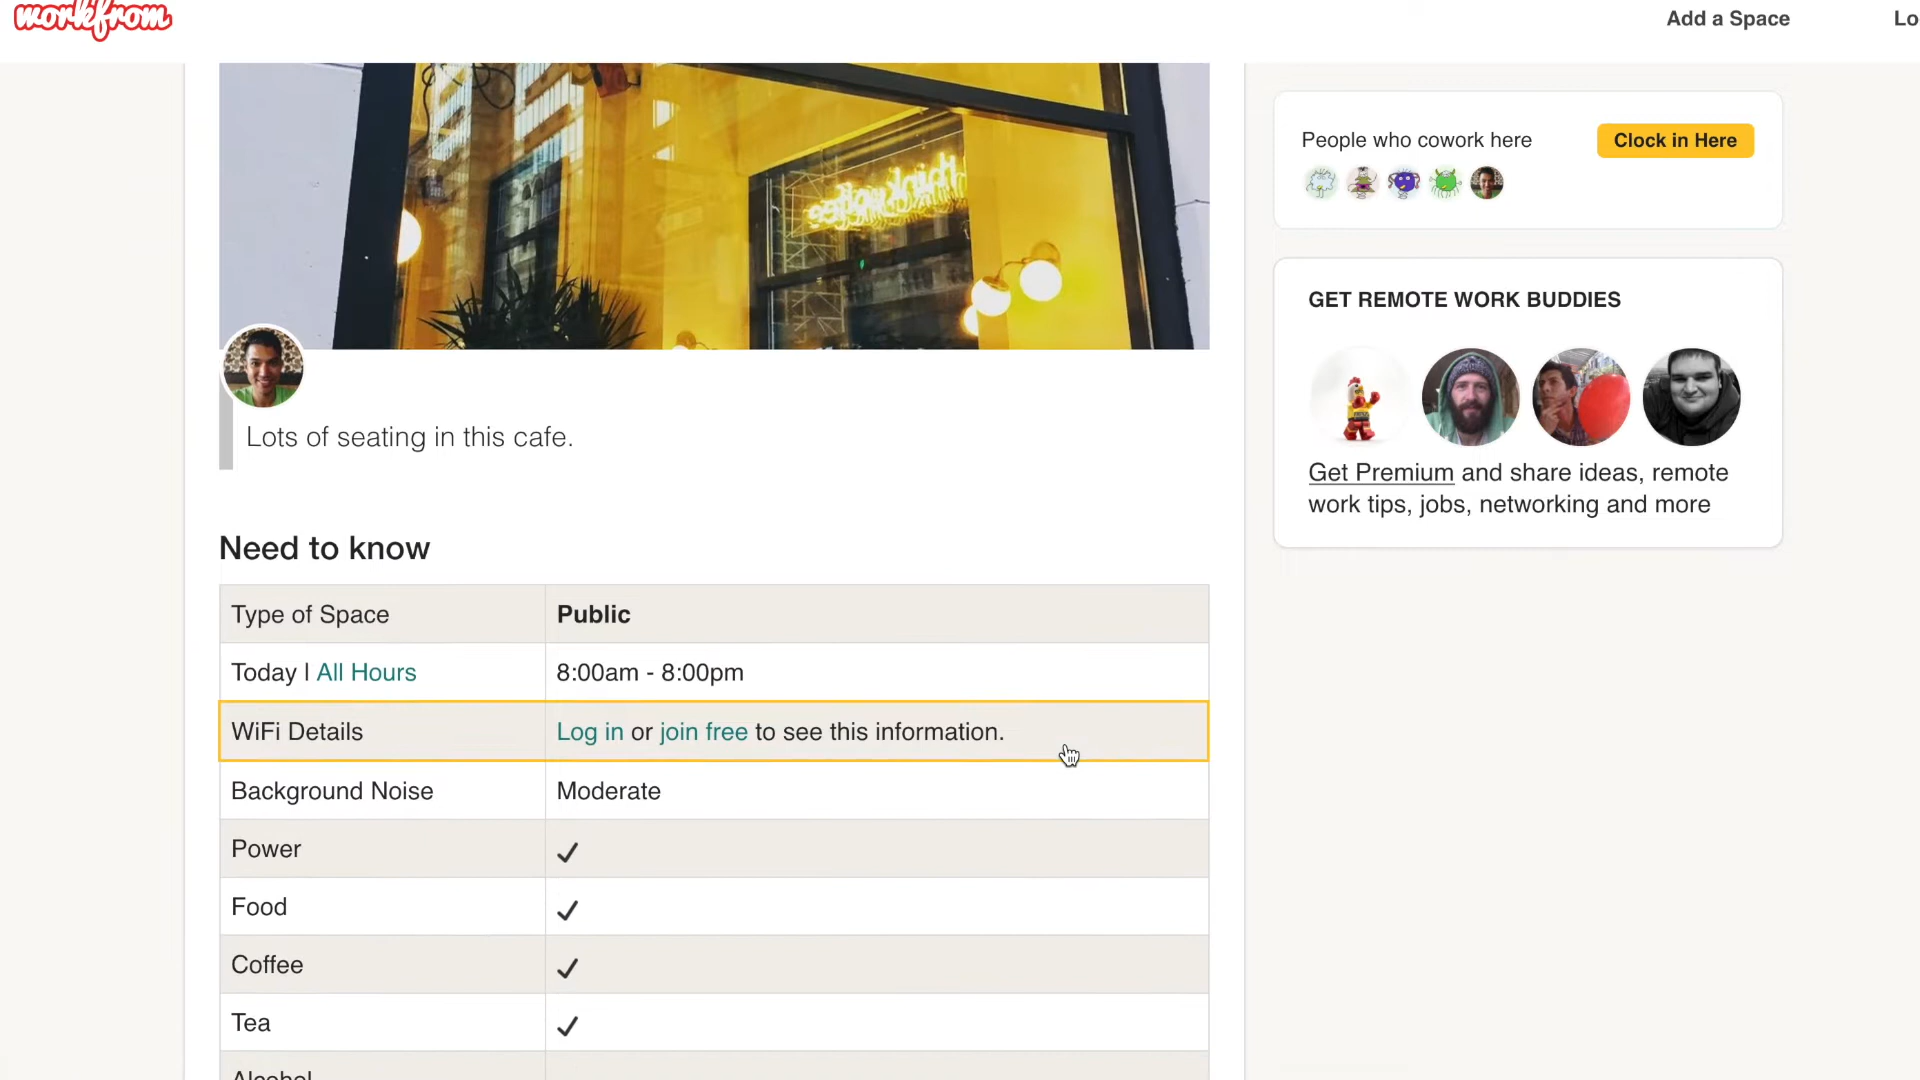 workfrom
Add a Space
Lo
People who cowork here
Clock in Here
Lots of seating in this cafe.
GET REMOTE WORK BUDDIES
Get Premium and share ideas, remote
work tips, jobs, networking and more
Need to know
Type of Space Public
Today | All Hours 8:00am - 8:00pm
WiFi Details Log in or join free to see this information.
Background Noise Moderate
Power ✓
Food ✓
Coffee ✓
Tea ✓
Alcohol